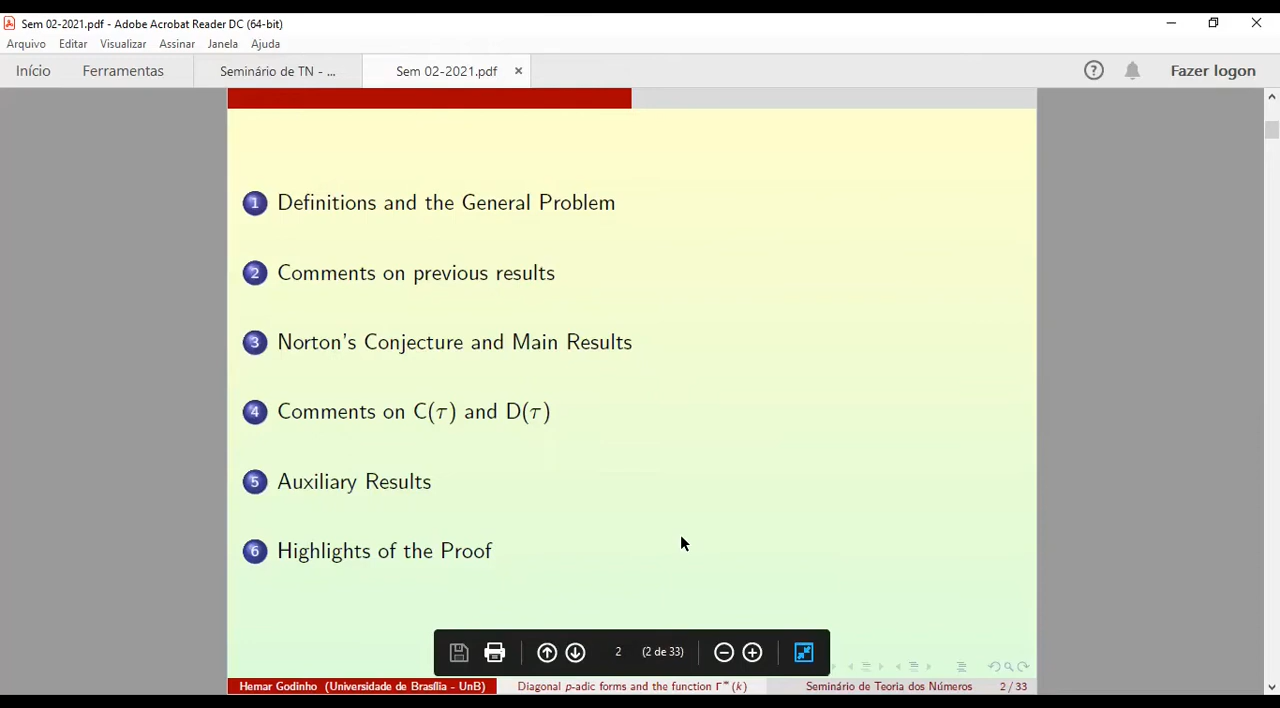 Sem 02-2021.pdf - Adobe Acrobat Reader DC (64-bit)
Arquivo Editar Visualizar Assinar Janela Ajuda
Início Ferramentas Seminário de TN - ... Sem 02-2021.pdf × ? Fazer logon
1 Definitions and the General Problem
2 Comments on previous results
3 Norton's Conjecture and Main Results
4 Comments on C(τ) and D(τ)
5 Auxiliary Results
6 Highlights of the Proof
2 (2 de 33)
Hemar Godinho (Universidade de Brasília - UnB) Diagonal p-adic forms and the function Γ*(k) Seminário de Teoria dos Números 2 / 33